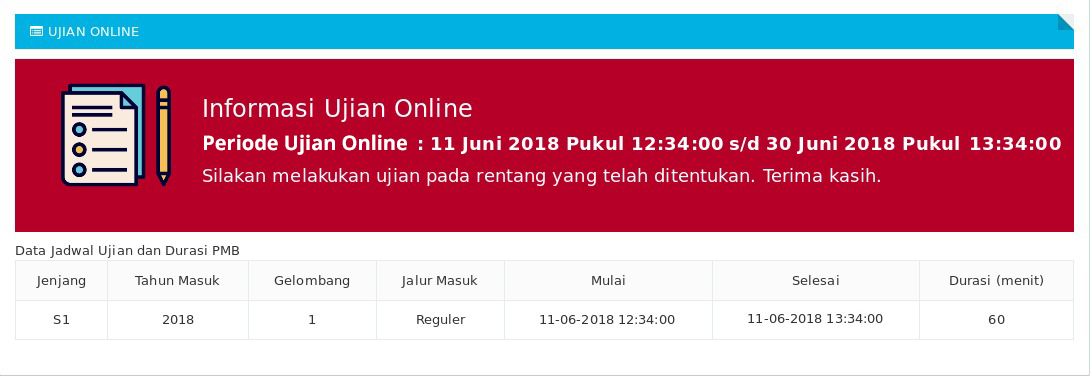 UJIAN ONLINE
Informasi Ujian Online
Periode Ujian Online : 11 Juni 2018 Pukul 12:34:00 s/d 30 Juni 2018 Pukul 13:34:00
Silakan melakukan ujian pada rentang yang telah ditentukan. Terima kasih.
Data Jadwal Ujian dan Durasi PMB
Jenjang Tahun Masuk Gelombang Jalur Masuk Mulai Selesai Durasi (menit)
S1 2018 1 Reguler 11-06-2018 12:34:00 11-06-2018 13:34:00 60